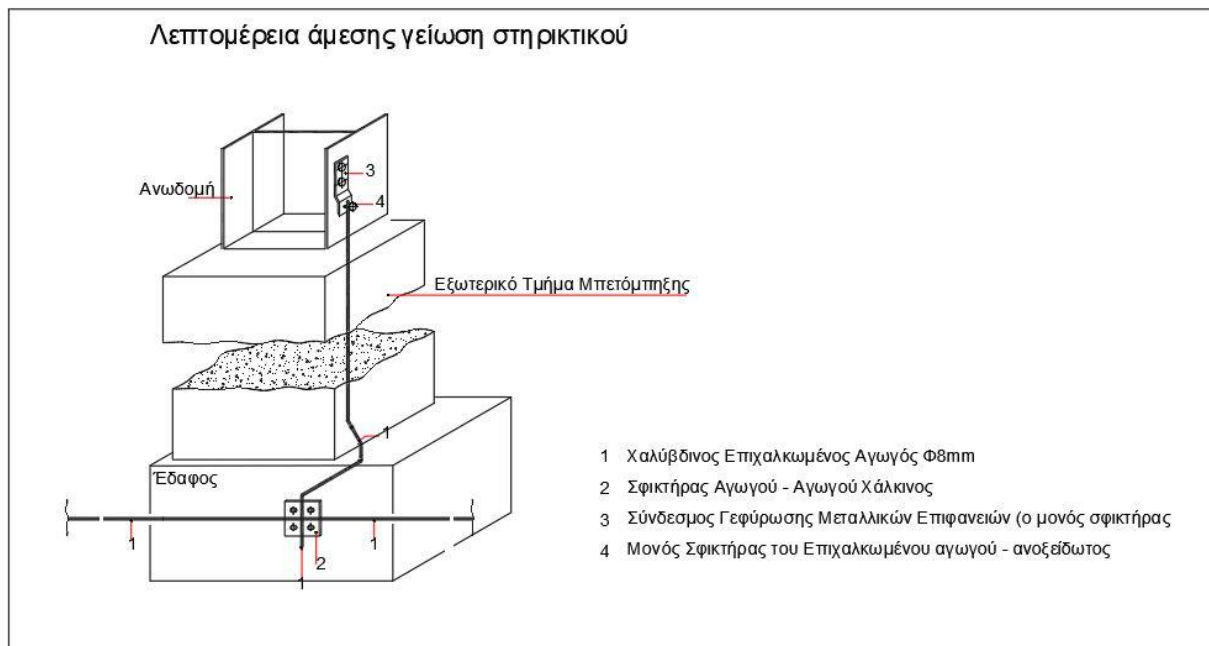 Λεπτομέρεια άμεσης γείωση στηρικτικού
3
Ανωδομή
4
Εξωτερικό Τμήμα Μπετόμπηξης
1
Έδαφος
1 Χαλύβδινος Επιχαλκωμένος Αγωγός Φ8mm
2 Σφικτήρας Αγωγού - Αγωγού Χάλκινος
3 Σύνδεσμος Γεφύρωσης Μεταλλικών Επιφανειών (ο μονός σφικτήρας
4 Μονός Σφικτήρας του Επιχαλκωμένου αγωγού - ανοξείδωτος
1
1
2
1